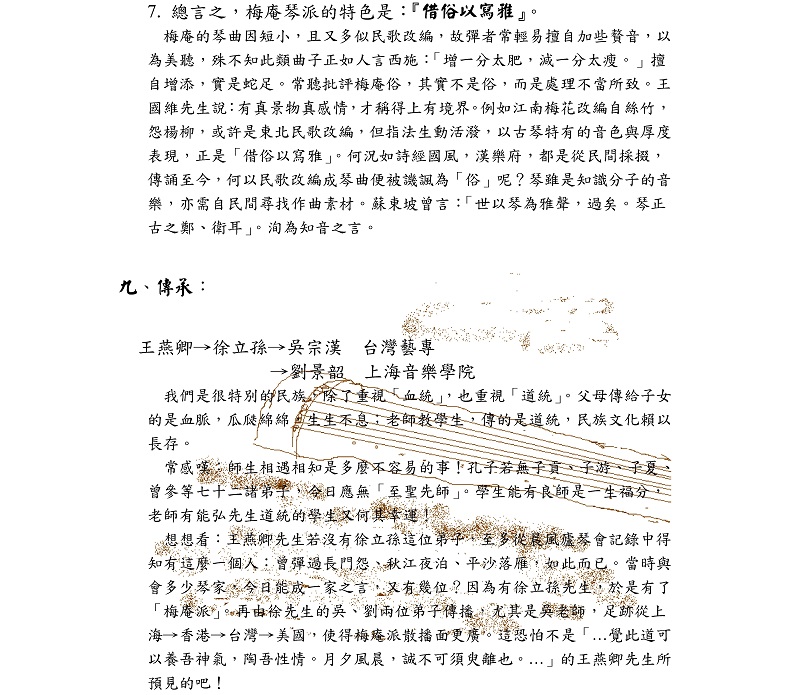 7. 總言之，梅庵琴派的特色是：『借俗以寫雅』。
梅庵的琴曲因短小，且又多似民歌改編，故彈者常輕易擅自加些贅音，以
為美聽，殊不知此類曲子正如人言西施：「增一分太肥，減一分太瘦。」擅
自增添，實是蛇足。常聽批評梅庵俗，其實不是俗，而是處理不當所致。王
國維先生說：有真景物真感情，才稱得上有境界。例如江南梅花改編自絲竹，
怨楊柳，或許是東北民歌改編，但指法生動活潑，以古琴特有的音色與厚度
表現，正是「借俗以寫雅」。何況如詩經國風，漢樂府，都是從民間採掇，
傳誦至今，何以民歌改編成琴曲便被譏諷為「俗」呢？琴雖是知識分子的音
樂，亦需自民間尋找作曲素材。蘇東坡曾言：「世以琴為雅聲，過矣。琴正
古之鄭、衛耳」。洵為知音之言。
九、傳承：
王燕卿→徐立孫→吳宗漢　台灣藝專
→劉景韶　上海音樂學院
我們是很特別的民族，除了重視「血統」，也重視「道統」。父母傳給子女
的是血脈，瓜瓞綿綿，生生不息；老師教學生，傳的是道統，民族文化賴以
長存。
常感嘆：師生相遇相知是多麼不容易的事！孔子若無子貢、子游、子夏、
曾參等七十二諸弟子，今日應無「至聖先師」。學生能有良師是一生福分，
老師有能弘先生道統的學生又何其幸運！
想想看：王燕卿先生若沒有徐立孫這位弟子，至多從晨風廬琴會記錄中得
知有這麼一個人：曾彈過長門怨、秋江夜泊、平沙落雁，如此而已。當時與
會多少琴家，今日能成一家之言，又有幾位？因為有徐立孫先生，於是有了
「梅庵派」。再由徐先生的吳、劉兩位弟子傳播，尤其是吳老師，足跡從上
海→香港→台灣→美國，使得梅庵派散播面更廣。這恐怕不是「…覺此道可
以養吾神氣，陶吾性情。月夕風晨，誠不可須臾離也。…」的王燕卿先生所
預見的吧！